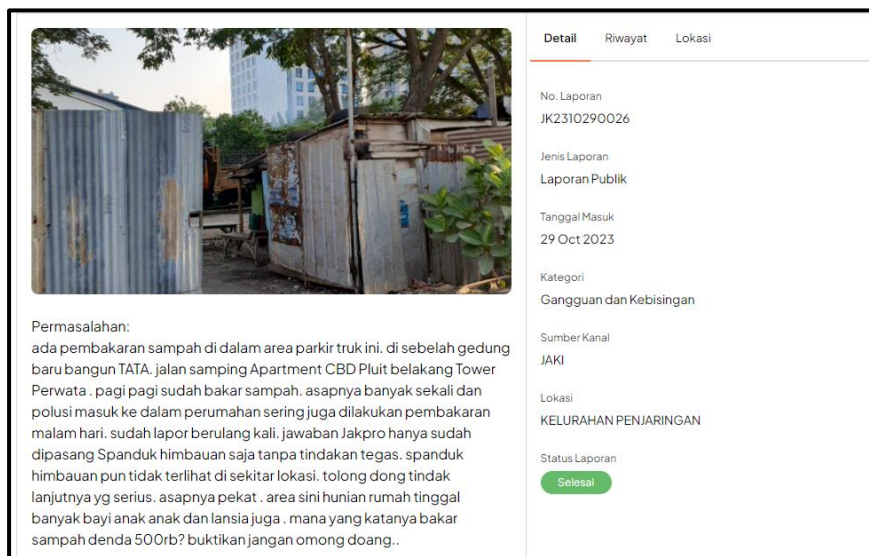 Permasalahan:
ada pembakaran sampah di dalam area parkir truk ini. di sebelah gedung
baru bangun TATA. jalan samping Apartment CBD Pluit belakang Tower
Perwata . pagi pagi sudah bakar sampah. asapnya banyak sekali dan
polusi masuk ke dalam perumahan sering juga dilakukan pembakaran
malam hari. sudah lapor berulang kali. jawaban Jakpro hanya sudah
dipasang Spanduk himbauan saja tanpa tindakan tegas. spanduk
himbauan pun tidak terlihat di sekitar lokasi. tolong dong tindak
lanjutnya yg serius. asapnya pekat . area sini hunian rumah tinggal
banyak bayi anak anak dan lansia juga . mana yang katanya bakar
sampah denda 500rb? buktikan jangan omong doang..
Detail Riwayat Lokasi
No. Laporan
JK2310290026
Jenis Laporan
Laporan Publik
Tanggal Masuk
29 Oct 2023
Kategori
Gangguan dan Kebisingan
Sumber Kanal
JAKI
Lokasi
KELURAHAN PENJARINGAN
Status Laporan
Selesai